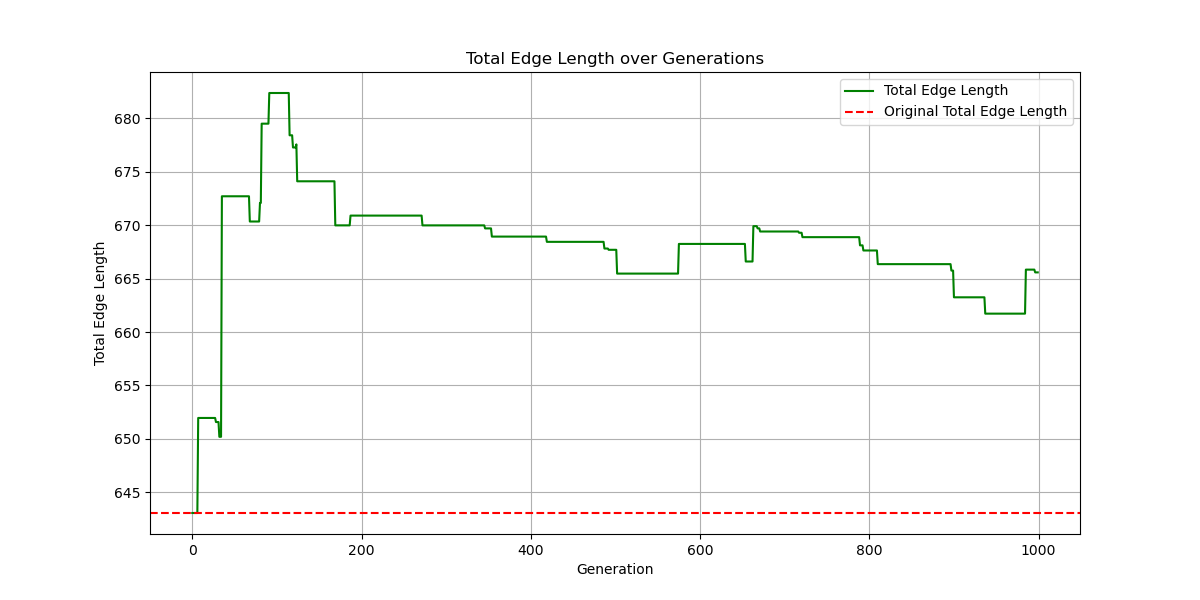 Total Edge Length over Generations
Total Edge Length
Original Total Edge Length
Total Edge Length
680
675
670
665
660
655
650
645
0 200 400 600 800 1000
Generation